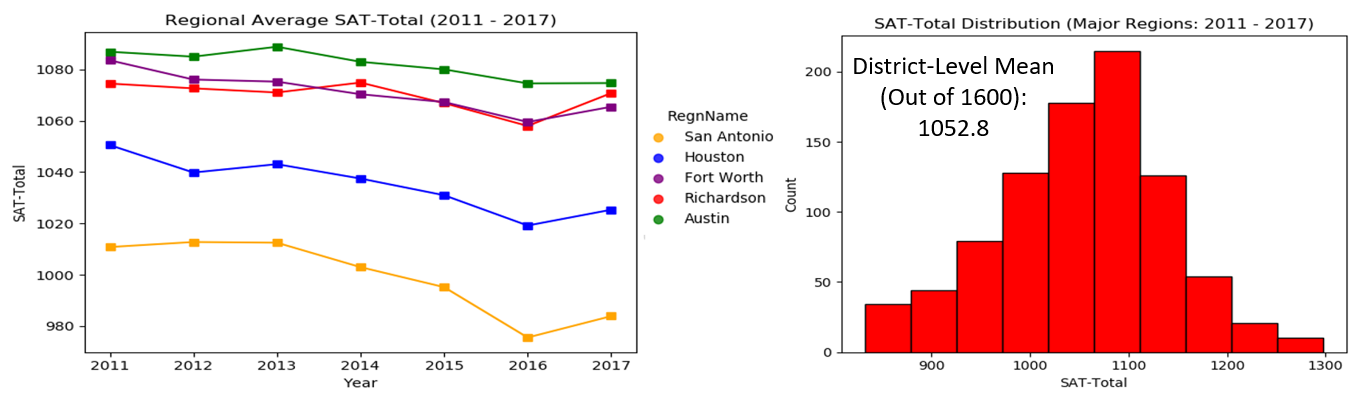 Regional Average SAT-Total (2011 - 2017)
SAT-Total
1080
1060
1040
1020
1000
980
2011 2012 2013 2014 2015 2016 2017
Year
RegnName
San Antonio
Houston
Fort Worth
Richardson
Austin
SAT-Total Distribution (Major Regions: 2011 - 2017)
District-Level Mean
(Out of 1600):
1052.8
Count
200
150
100
50
0
900 1000 1100 1200 1300
SAT-Total